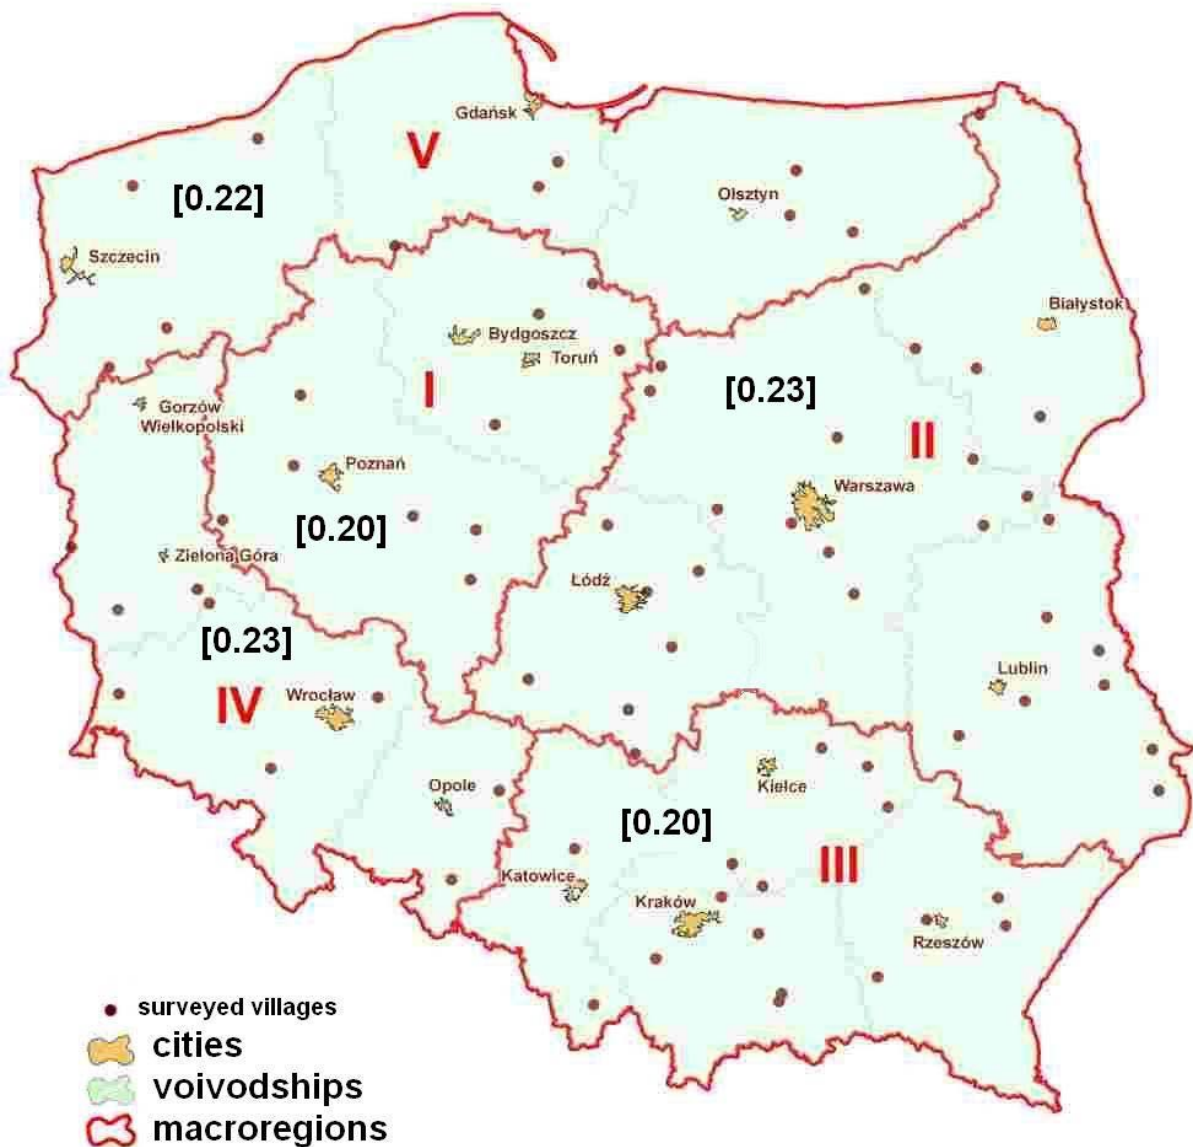 Gdańsk
V
[0.22]
Olsztyn
Szczecin
Białystok
Bydgoszcz
Toruń
I
[0.23]
Gorzów
Wielkopolski
II
Poznań
Warszawa
[0.20]
Zielona Góra
Łódź
[0.23]
Lublin
IV
Wrocław
Opole
Kielce
[0.20]
III
Katowice
Kraków
Rzeszów
surveyed villages
cities
voivodships
macroregions